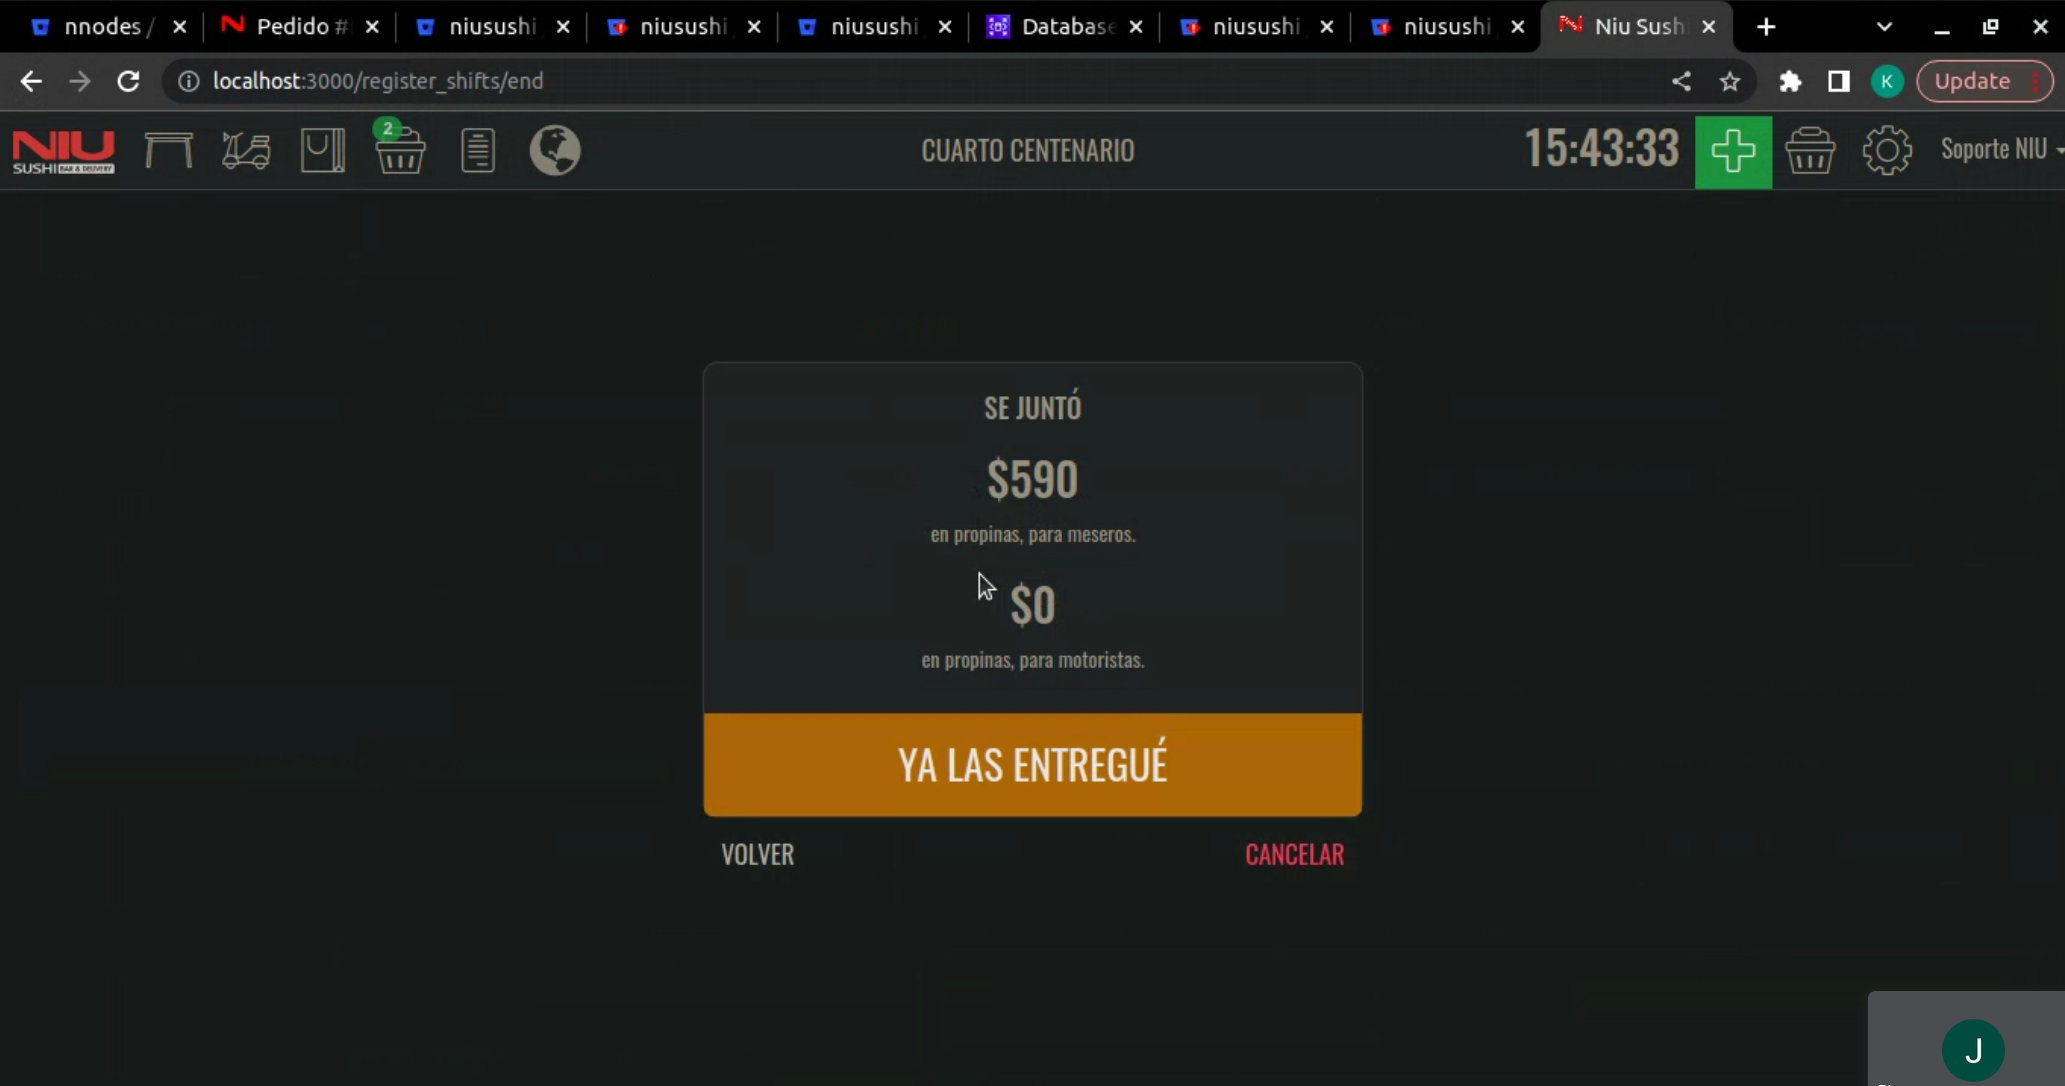 nnodes /
Pedido #
niusushi
niusushi
niusushi
Database
niusushi
niusushi
Niu Sush
localhost:3000/register_shifts/end
K
Update
NIU
SUSHI BAR & DELIVERY
2
CUARTO CENTENARIO
15:43:33
Soporte NIU
SE JUNTÓ
$590
en propinas, para meseros.
$0
en propinas, para motoristas.
YA LAS ENTREGUÉ
VOLVER
CANCELAR
J